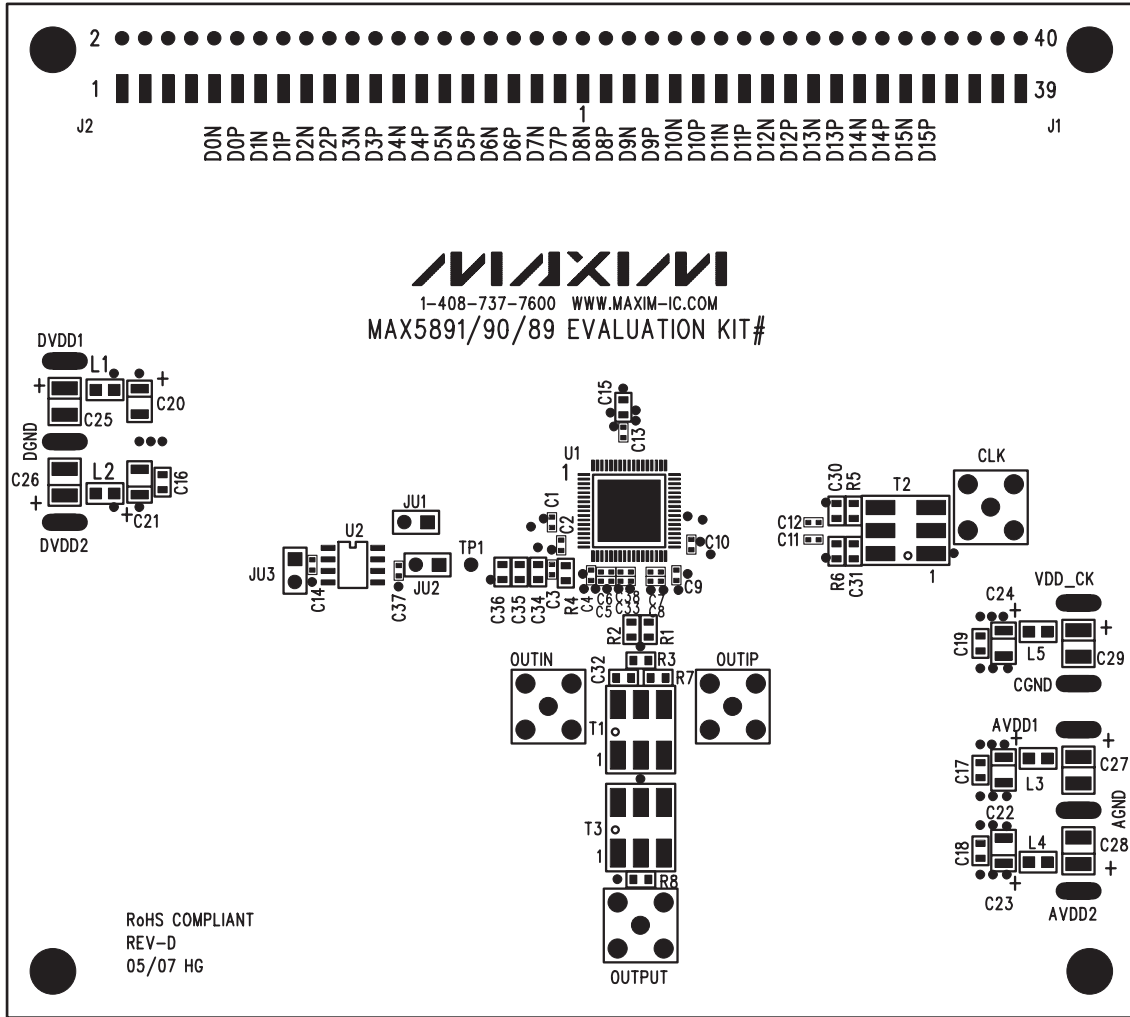 2 40
1 39
J2 1 J1
D0N D0P D1N D1P D2N D2P D3N D3P D4N D4P D5N D5P D6N D6P D7N D7P D8N D8P D9N D9P D10N D10P D11N D11P D12N D12P D13N D13P D14N D14P D15N D15P
MAXIM
1-408-737-7600 WWW.MAXIM-IC.COM
MAX5891/90/89 EVALUATION KIT#
DVDD1
L1
+ +
C20
C25
DGND
C26
L2
C16
+ +
C21
DVDD2
C15
C13
U1
1
C1
C2
C10
JU1
U2
JU2
TP1
JU3
C14
C37
C36 C35 C34 C3 R4 C4
C6 C38 C7 C9
C5 C33 C8
CLK
C30 R5 T2
C12
C11
R6 C31 1
R2 R1
R3
C32 R7
OUTIN OUTIP
T1
1
T3
1
R8
OUTPUT
VDD_CK
C24 +
C19 +
L5 C29
CGND
AVDD1
+ +
C17 C27
L3
C22 AGND
C18 L4 C28
+ +
C23
AVDD2
RoHS COMPLIANT
REV-D
05/07 HG